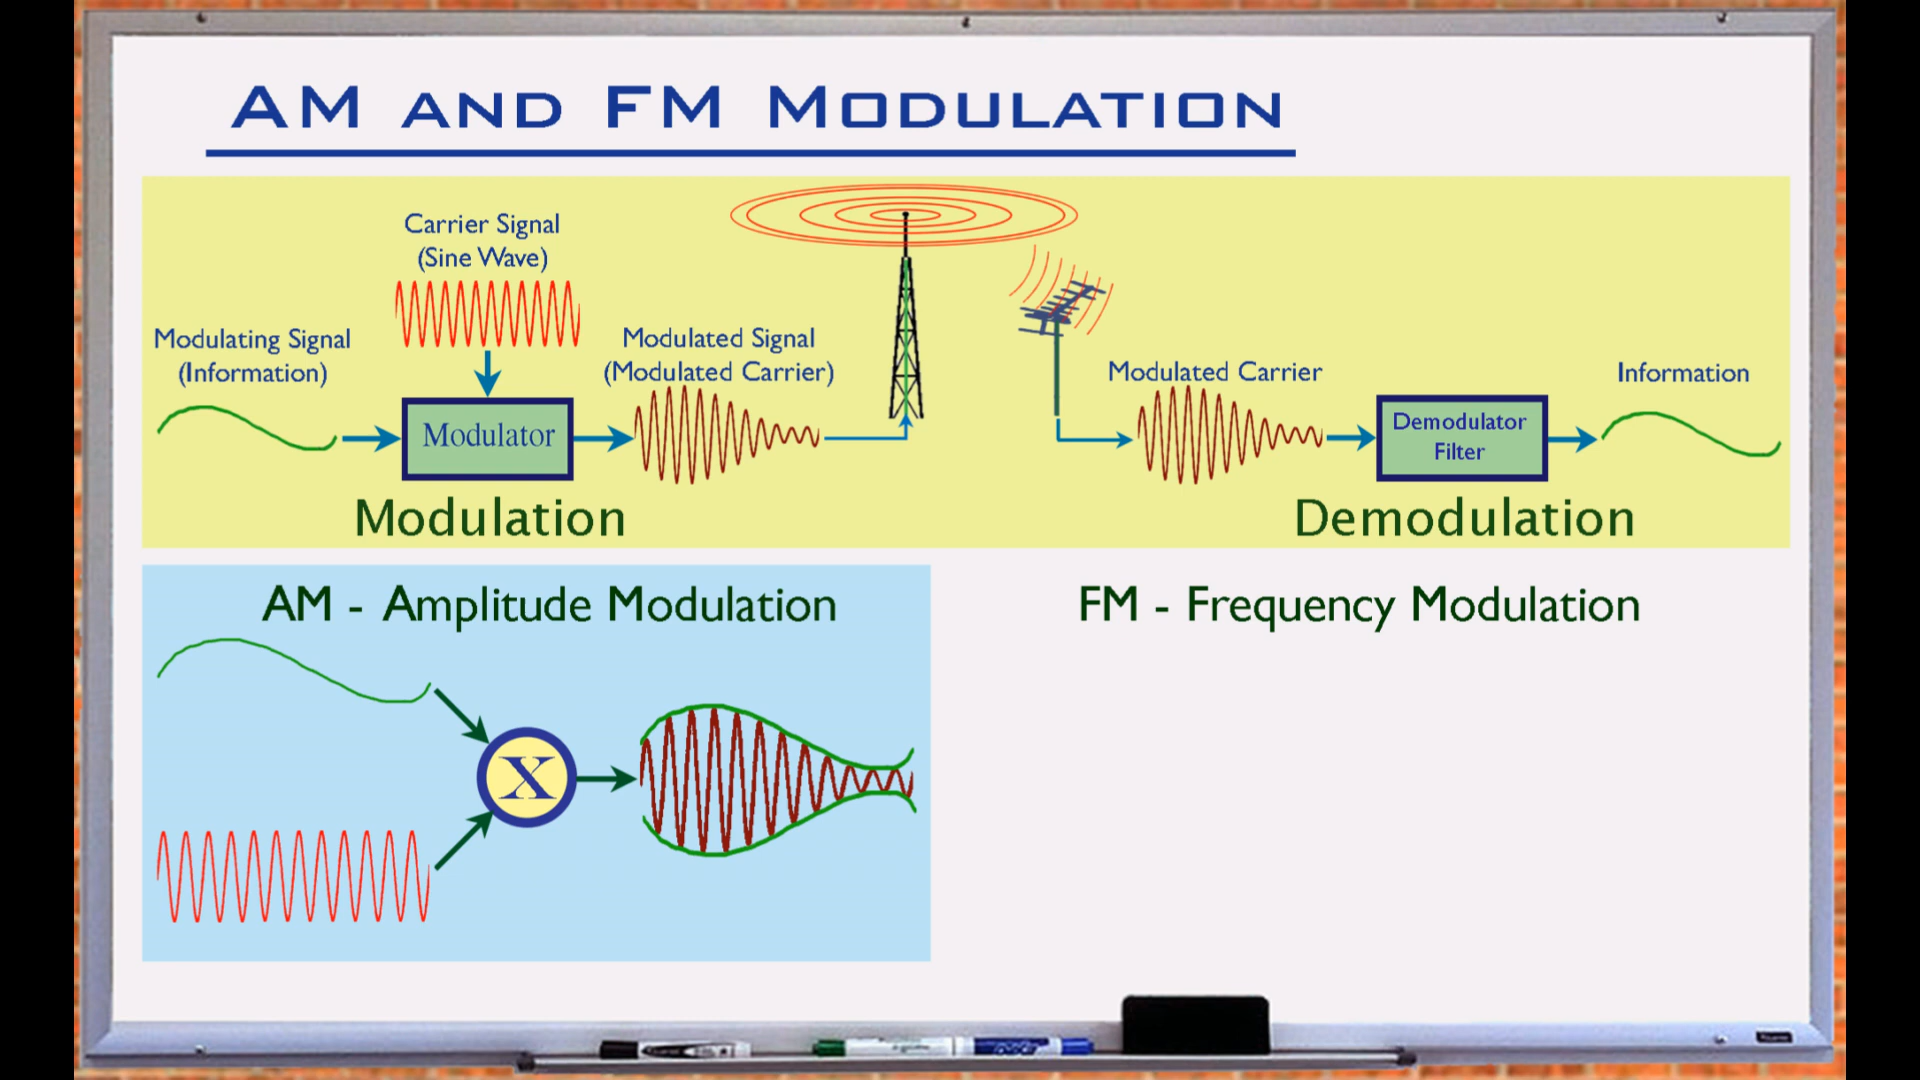 AM AND FM MODULATION
Carrier Signal
(Sine Wave)
Modulating Signal
(Information)
Modulator
Modulated Signal
(Modulated Carrier)
Modulation
Modulated Carrier
Demodulator
Filter
Information
Demodulation
AM - Amplitude Modulation
X
FM - Frequency Modulation